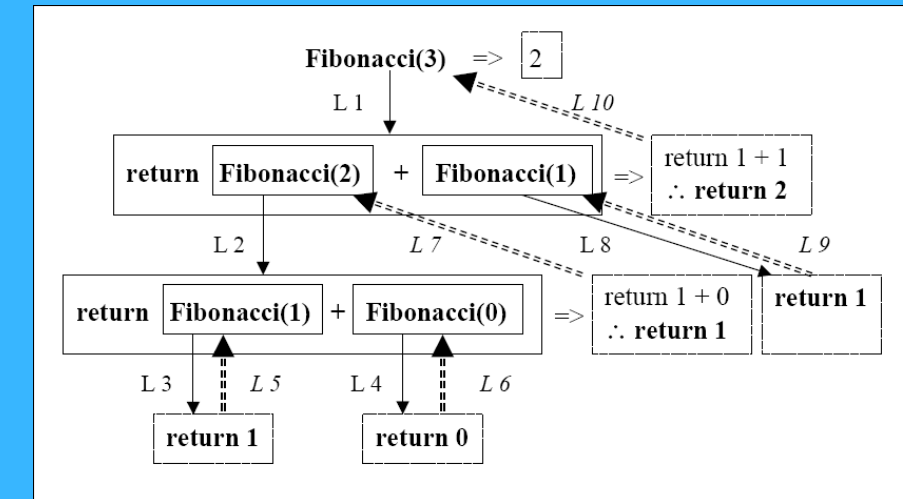 Fibonacci(3) => 2
L 1
L 10
return Fibonacci(2) + Fibonacci(1) =>
return 1 + 1
∴ return 2
L 2
L 7
L 8
L 9
return Fibonacci(1) + Fibonacci(0) =>
return 1 + 0
∴ return 1
return 1
L 3
L 5
L 4
L 6
return 1
return 0